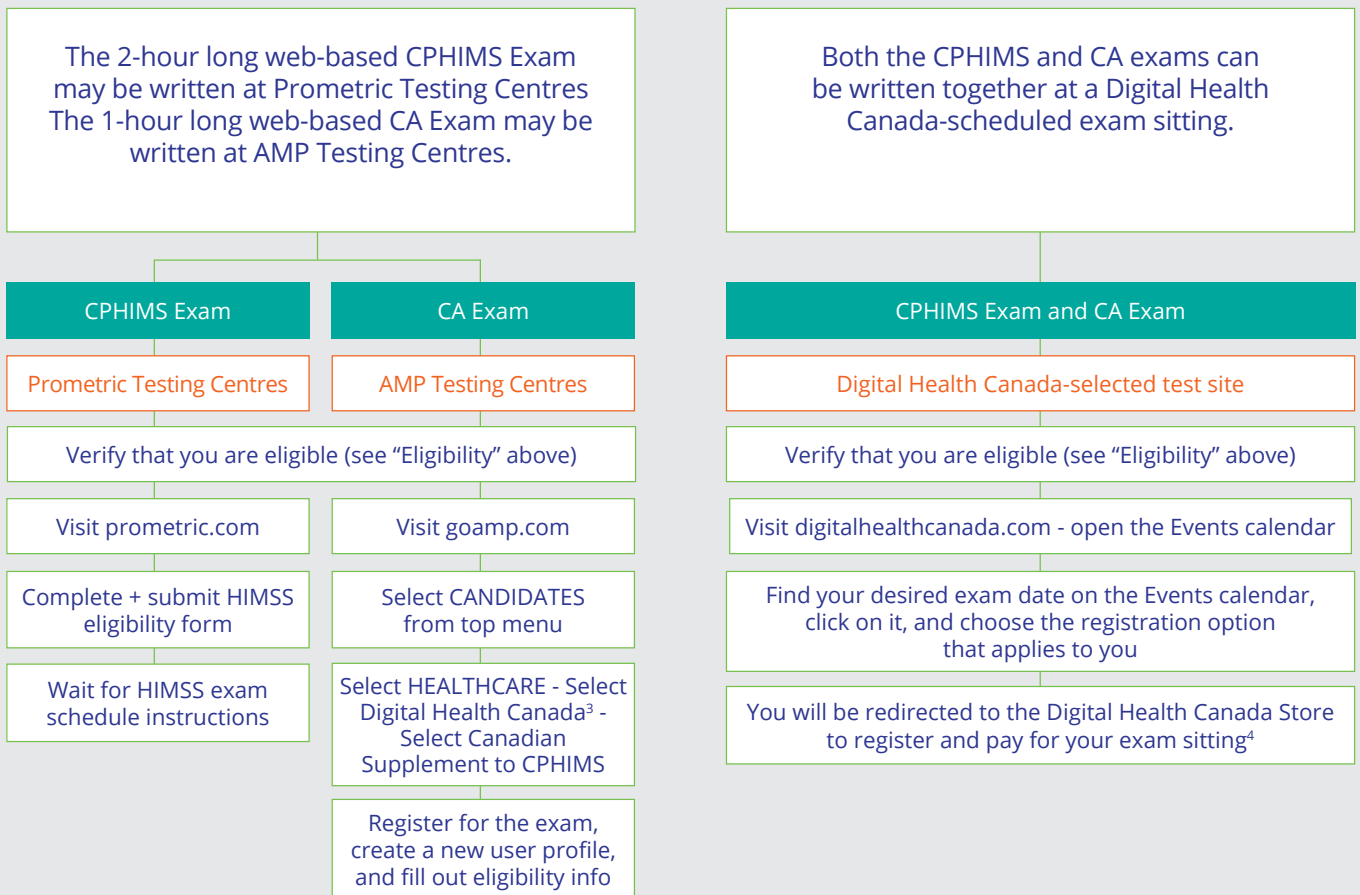 The 2-hour long web-based CPHIMS Exam
may be written at Prometric Testing Centres
The 1-hour long web-based CA Exam may be
written at AMP Testing Centres.
CPHIMS Exam
CA Exam
Prometric Testing Centres
AMP Testing Centres
Verify that you are eligible (see “Eligibility” above)
Visit prometric.com
Complete + submit HIMSS
eligibility form
Wait for HIMSS exam
schedule instructions
Visit goamp.com
Select CANDIDATES
from top menu
Select HEALTHCARE - Select
Digital Health Canada³ -
Select Canadian
Supplement to CPHIMS
Register for the exam,
create a new user profile,
and fill out eligibility info
Both the CPHIMS and CA exams can
be written together at a Digital Health
Canada-scheduled exam sitting.
CPHIMS Exam and CA Exam
Digital Health Canada-selected test site
Verify that you are eligible (see “Eligibility” above)
Visit digitalhealthcanada.com - open the Events calendar
Find your desired exam date on the Events calendar,
click on it, and choose the registration option
that applies to you
You will be redirected to the Digital Health Canada Store
to register and pay for your exam sitting⁴